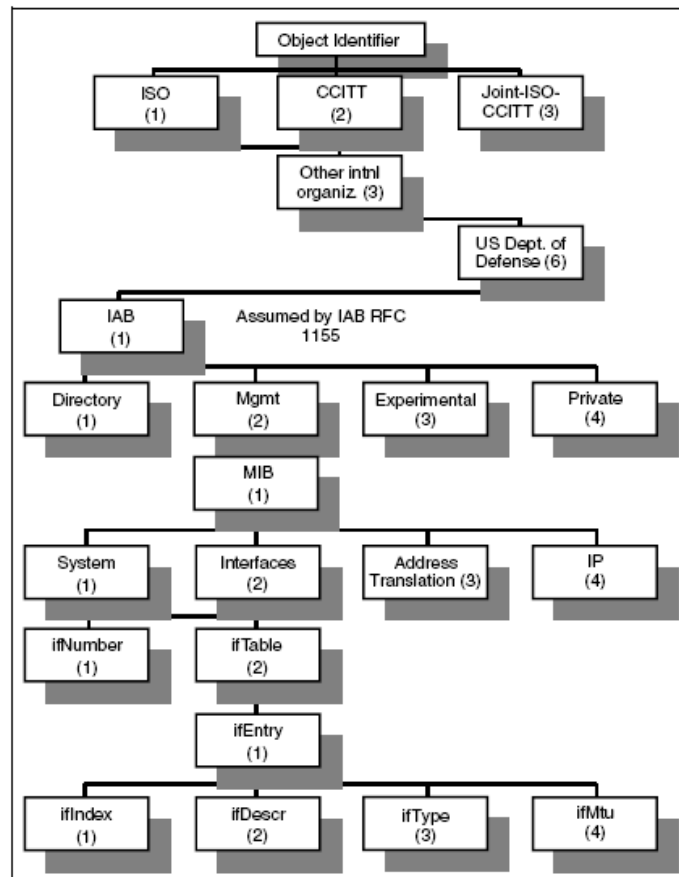 Object Identifier
ISO
(1)
CCITT
(2)
Joint-ISO-
CCITT (3)
Other intnl
organiz. (3)
US Dept. of
Defense (6)
IAB
(1)
Assumed by IAB RFC
1155
Directory
(1)
Mgmt
(2)
Experimental
(3)
Private
(4)
MIB
(1)
System
(1)
Interfaces
(2)
Address
Translation (3)
IP
(4)
ifNumber
(1)
ifTable
(2)
ifEntry
(1)
ifIndex
(1)
ifDescr
(2)
ifType
(3)
ifMtu
(4)